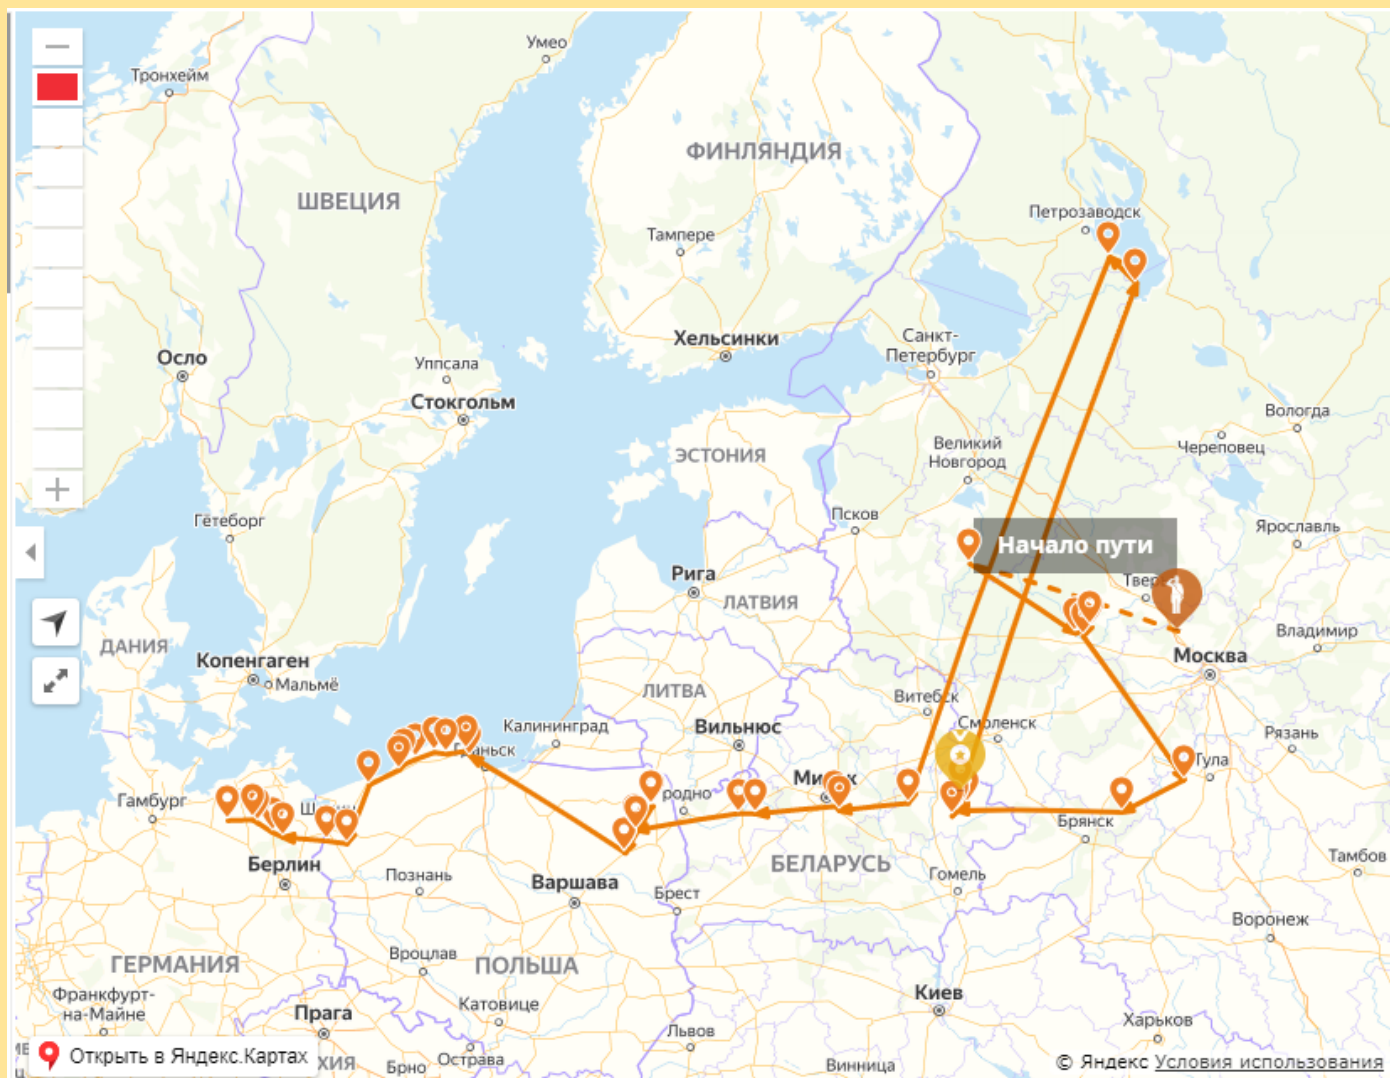 Умео
Тронхейм
ФИНЛЯНДИЯ
ШВЕЦИЯ
Петрозаводск
Тампере
Хельсинки
Санкт-
Петербург
Осло
Уппсала
Стокгольм
Вологда
Череповец
Великий
Новгород
ЭСТОНИЯ
Гётеборг
Псков
Ярославль
Начало пути
Рига
ЛАТВИЯ
ДАНИЯ
Владимир
Москва
Копенгаген
Мальмё
ЛИТВА
Витебск
Калининград
Вильнюс
Смоленск
Рязань
Тула
Гамбург
родно
Брянск
Берлин
БЕЛАРУСЬ
Тамбов
Познань
Варшава
Гомель
Брест
Воронеж
Вроцлав
ГЕРМАНИЯ
ПОЛЬША
Франкфурт-
на-Майне
Прага
Катовице
Киев
Харьков
Львов
Открыть в Яндекс.Картах
ХИЯ
Брно
Острава
Винница
© Яндекс Условия использования